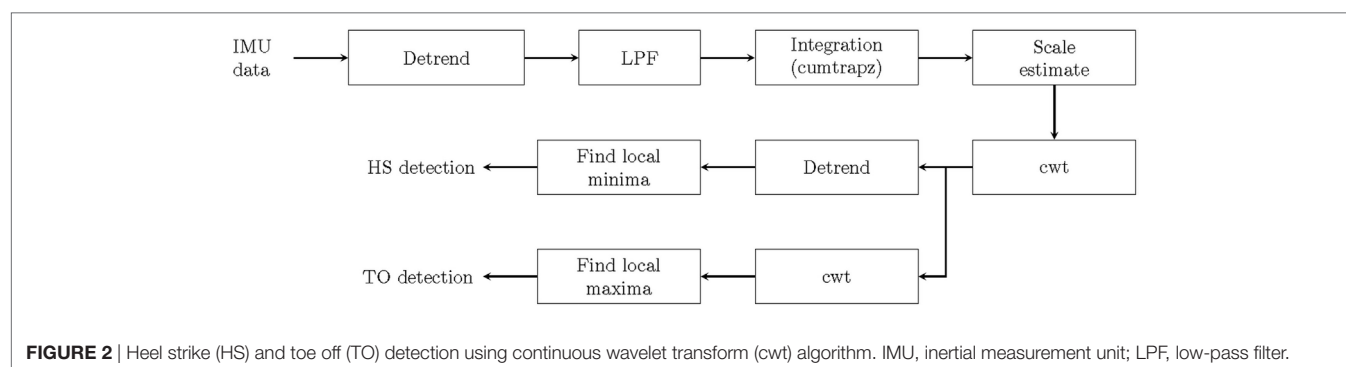 IMU
data
Detrend
LPF
Integration
(cumtrapz)
Scale
estimate
HS detection
Find local
minima
Detrend
cwt
TO detection
Find local
maxima
cwt
FIGURE 2 | Heel strike (HS) and toe off (TO) detection using continuous wavelet transform (cwt) algorithm. IMU, inertial measurement unit; LPF, low-pass filter.